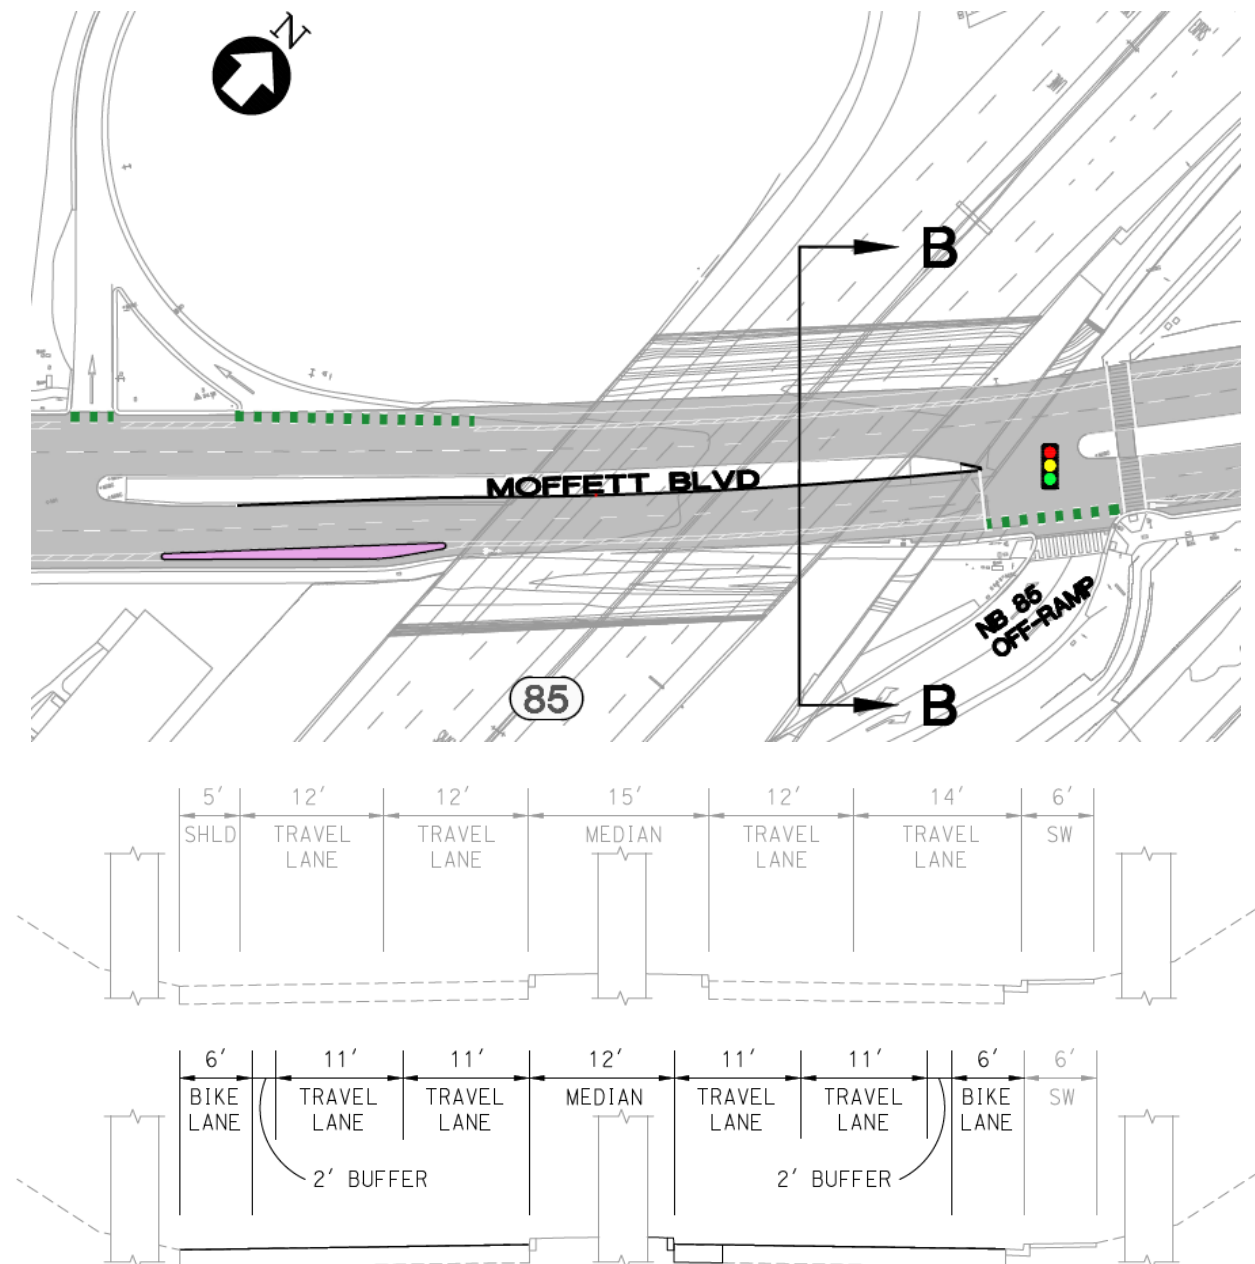 N
B
MOFFETT BLVD
NB 85
OFF-RAMP
85
B
5' 12' 12' 15' 12' 14' 6'
SHLD TRAVEL TRAVEL MEDIAN TRAVEL TRAVEL SW
LANE LANE LANE LANE
6' 11' 11' 12' 11' 11' 6' 6'
BIKE TRAVEL TRAVEL MEDIAN TRAVEL TRAVEL BIKE SW
LANE LANE LANE LANE LANE LANE
2' BUFFER 2' BUFFER